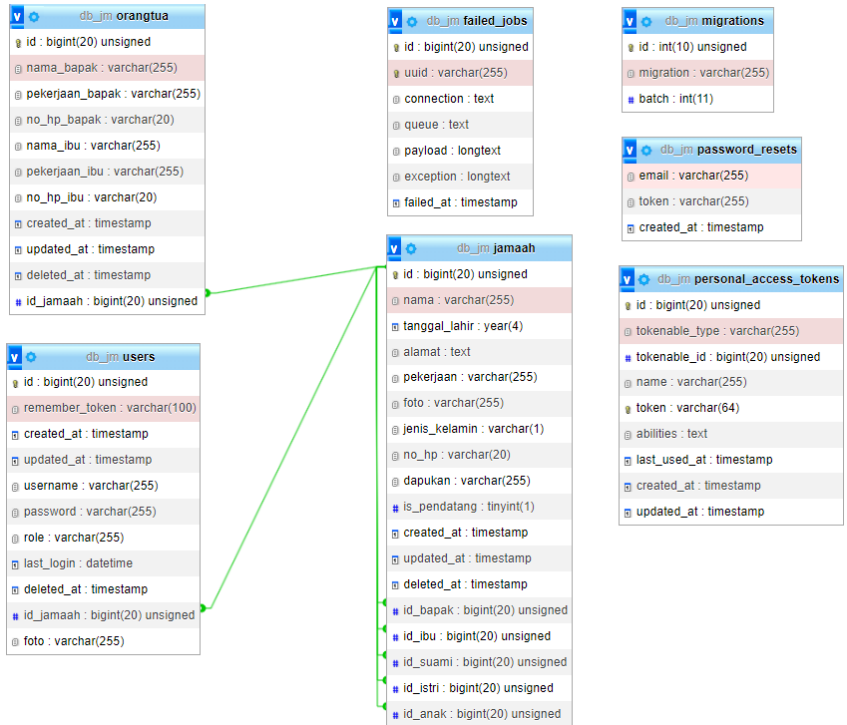 db_jm orangtua
id : bigint(20) unsigned
nama_bapak : varchar(255)
pekerjaan_bapak : varchar(255)
no_hp_bapak : varchar(20)
nama_ibu : varchar(255)
pekerjaan_ibu : varchar(255)
no_hp_ibu : varchar(20)
created_at : timestamp
updated_at : timestamp
deleted_at : timestamp
# id_jamaah : bigint(20) unsigned
db_jm users
id : bigint(20) unsigned
remember_token : varchar(100)
created_at : timestamp
updated_at : timestamp
username : varchar(255)
password : varchar(255)
role : varchar(255)
last_login : datetime
deleted_at : timestamp
# id_jamaah : bigint(20) unsigned
foto : varchar(255)
db_jm failed_jobs
id : bigint(20) unsigned
uuid : varchar(255)
connection : text
queue : text
payload : longtext
exception : longtext
failed_at : timestamp
db_jm jamaah
id : bigint(20) unsigned
nama : varchar(255)
tanggal_lahir : year(4)
alamat : text
pekerjaan : varchar(255)
foto : varchar(255)
jenis_kelamin : varchar(1)
no_hp : varchar(20)
dapukan : varchar(255)
# is_pendatang : tinyint(1)
created_at : timestamp
updated_at : timestamp
deleted_at : timestamp
# id_bapak : bigint(20) unsigned
# id_ibu : bigint(20) unsigned
# id_suami : bigint(20) unsigned
# id_istri : bigint(20) unsigned
# id_anak : bigint(20) unsigned
db_jm migrations
id : int(10) unsigned
migration : varchar(255)
# batch : int(11)
db_jm password_resets
email : varchar(255)
token : varchar(255)
created_at : timestamp
db_jm personal_access_tokens
id : bigint(20) unsigned
tokenable_type : varchar(255)
# tokenable_id : bigint(20) unsigned
name : varchar(255)
token : varchar(64)
abilities : text
last_used_at : timestamp
created_at : timestamp
updated_at : timestamp